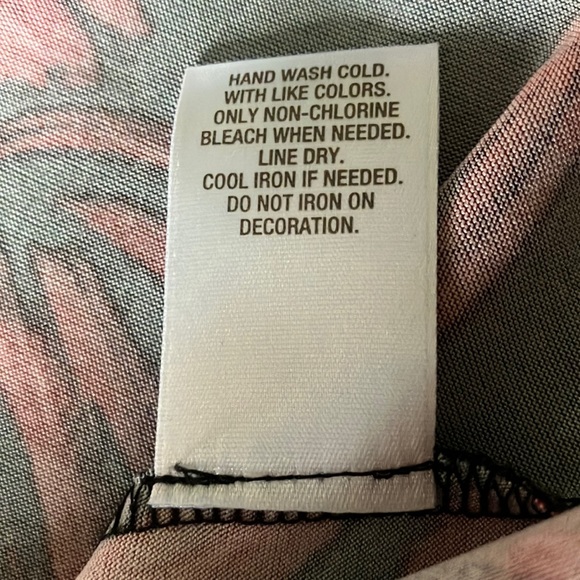 HAND WASH COLD.
WITH LIKE COLORS.
ONLY NON-CHLORINE
BLEACH WHEN NEEDED.
LINE DRY.
COOL IRON IF NEEDED.
DO NOT IRON ON
DECORATION.